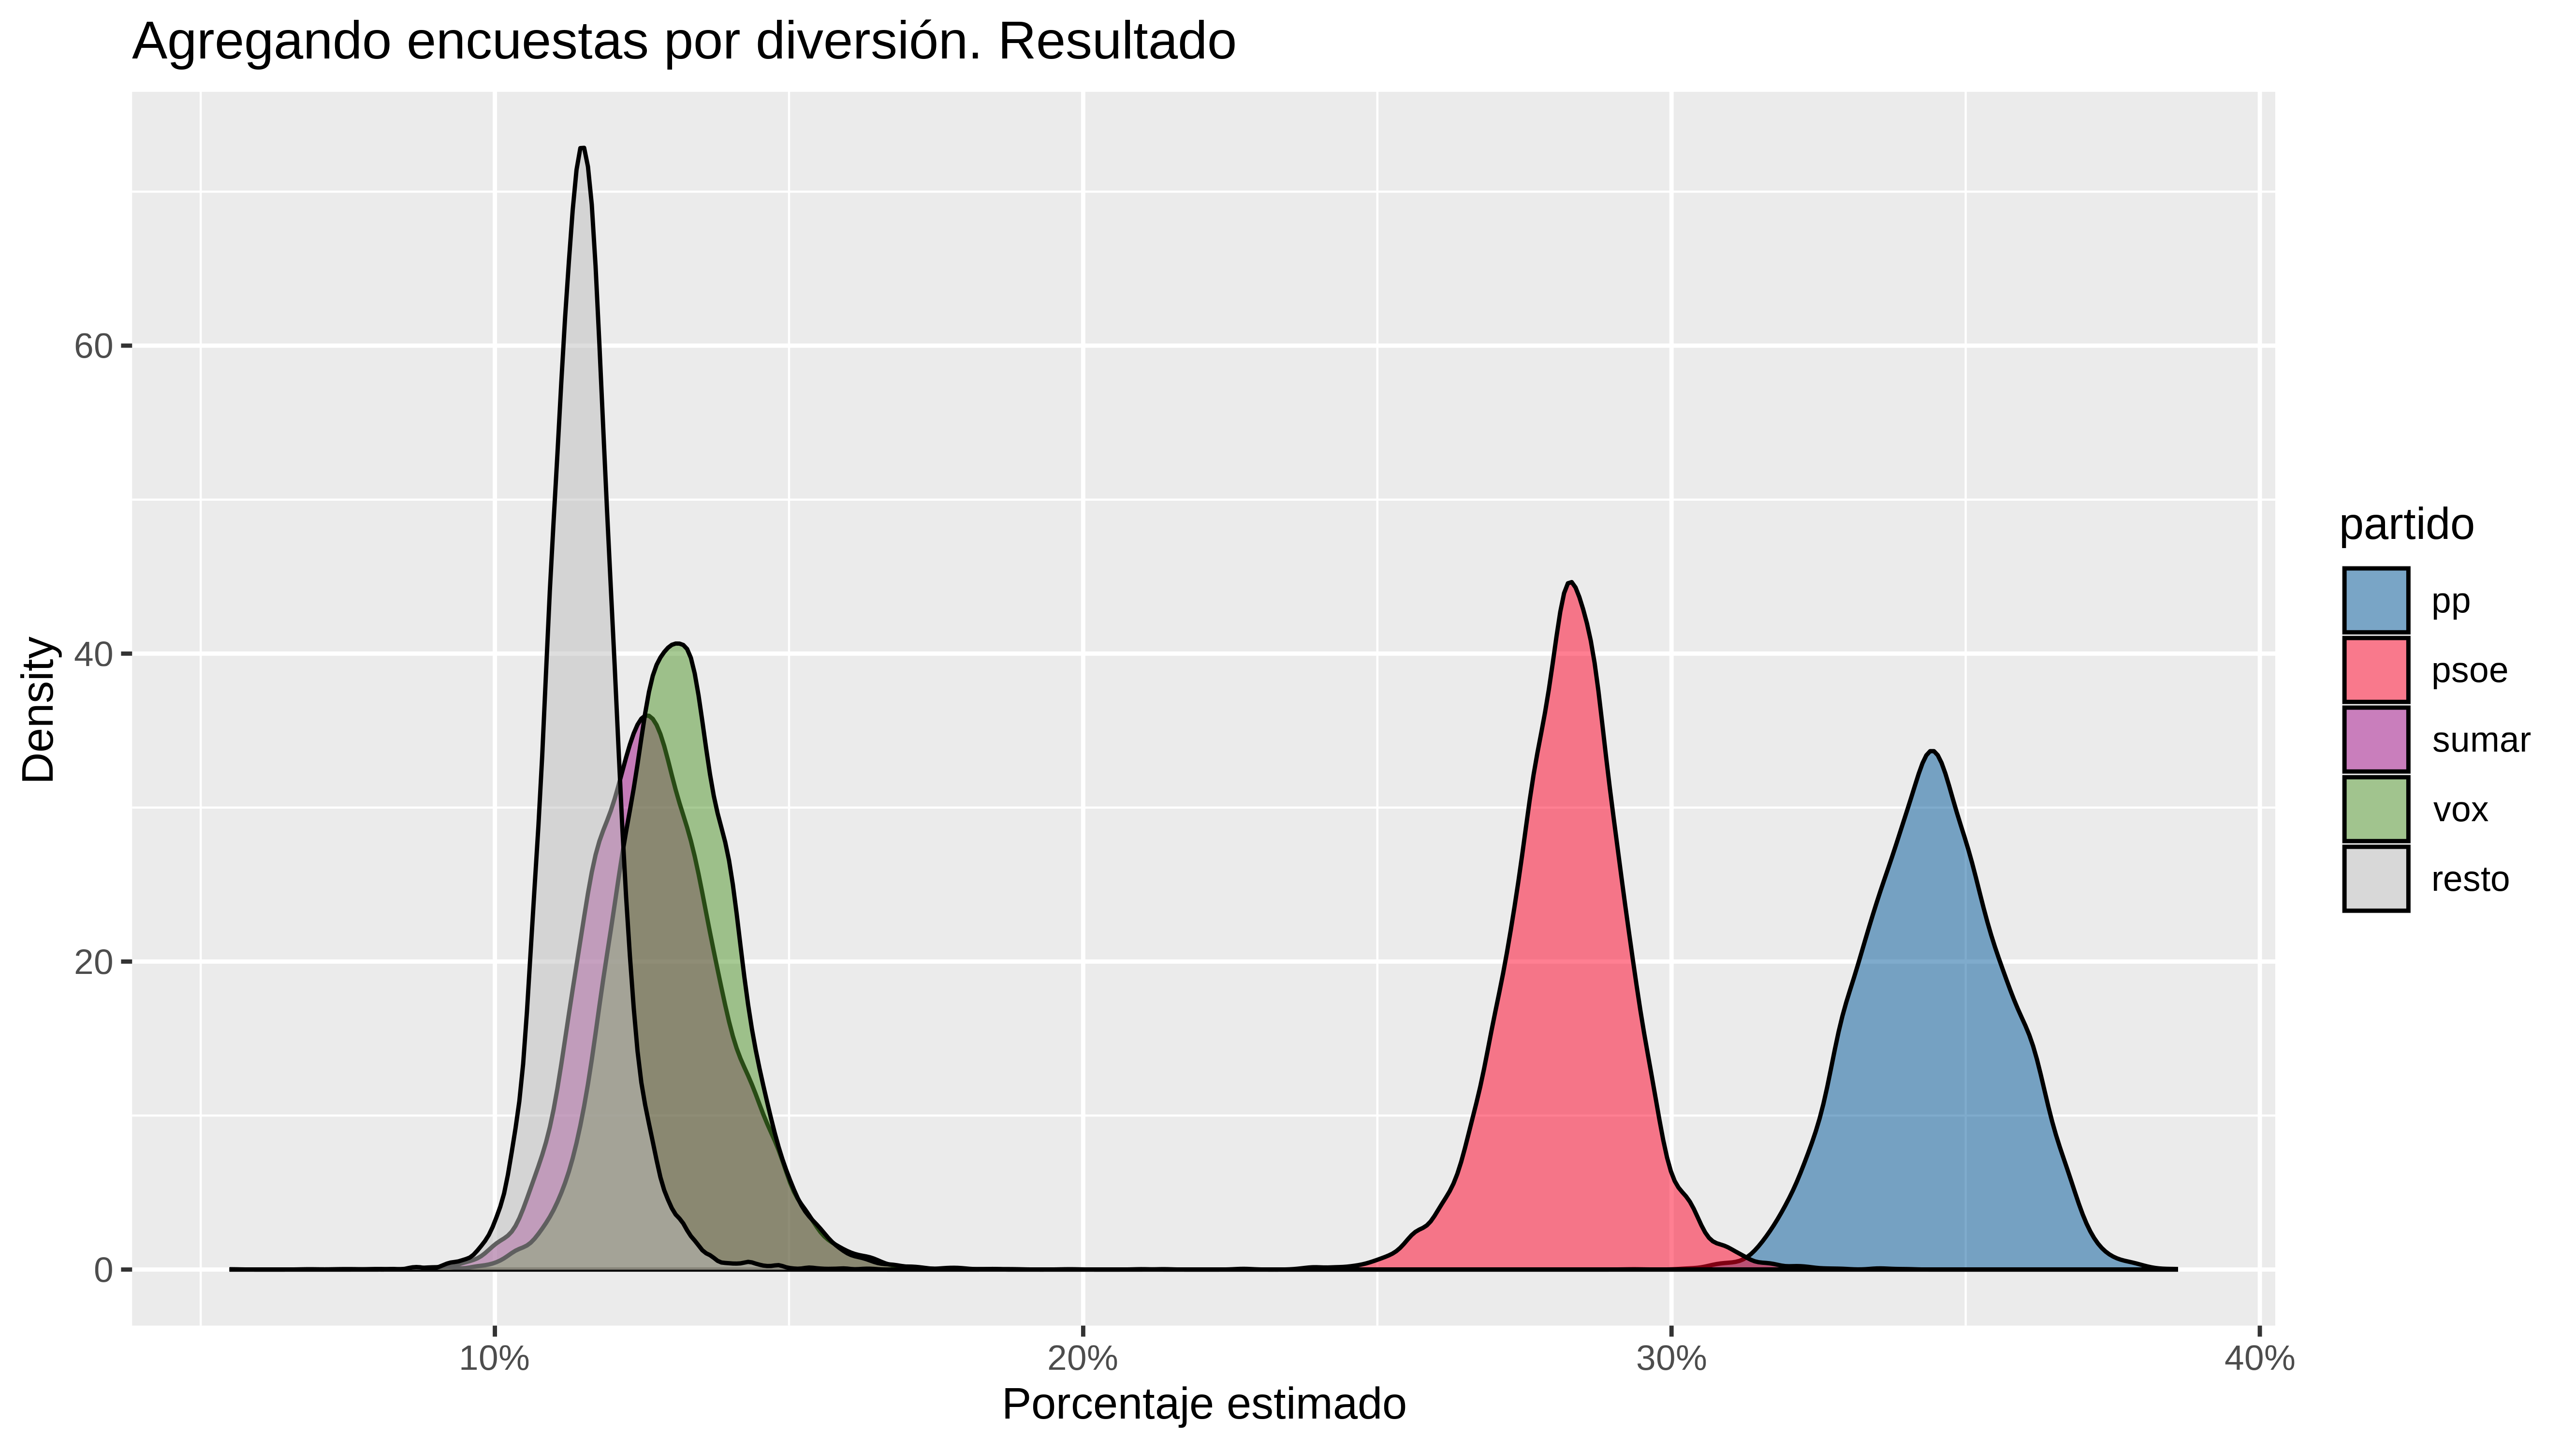 Agregando encuestas por diversión. Resultado
Density
60
40
20
0
10%
20%
30%
40%
Porcentaje estimado
partido
pp
psoe
sumar
vox
resto